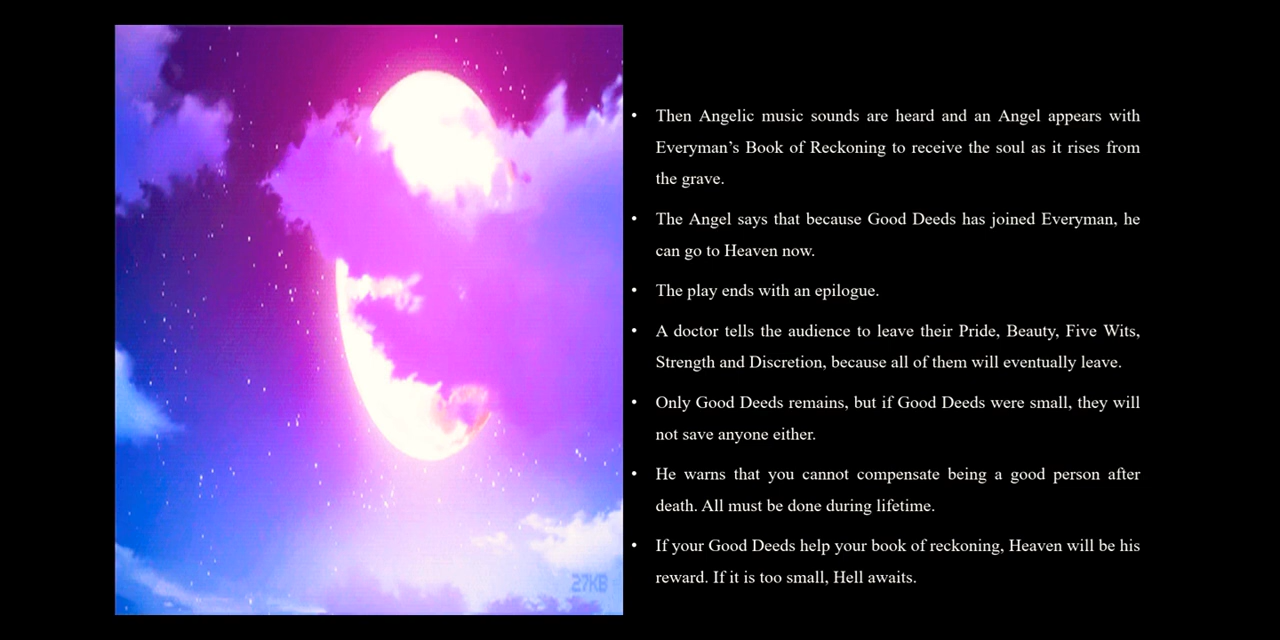 • Then Angelic music sounds are heard and an Angel appears with
Everyman’s Book of Reckoning to receive the soul as it rises from
the grave.
• The Angel says that because Good Deeds has joined Everyman, he
can go to Heaven now.
• The play ends with an epilogue.
• A doctor tells the audience to leave their Pride, Beauty, Five Wits,
Strength and Discretion, because all of them will eventually leave.
• Only Good Deeds remains, but if Good Deeds were small, they will
not save anyone either.
• He warns that you cannot compensate being a good person after
death. All must be done during lifetime.
• If your Good Deeds help your book of reckoning, Heaven will be his
reward. If it is too small, Hell awaits.
27KB